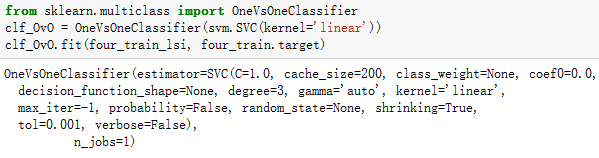 from sklearn.multiclass import OneVsOneClassifier
clf_OvO = OneVsOneClassifier(svm.SVC(kernel='linear'))
clf_OvO.fit(four_train_lsi, four_train.target)
OneVsOneClassifier(estimator=SVC(C=1.0, cache_size=200, class_weight=None, coef0=0.0,
decision_function_shape=None, degree=3, gamma='auto', kernel='linear',
max_iter=-1, probability=False, random_state=None, shrinking=True,
tol=0.001, verbose=False),
n_jobs=1)